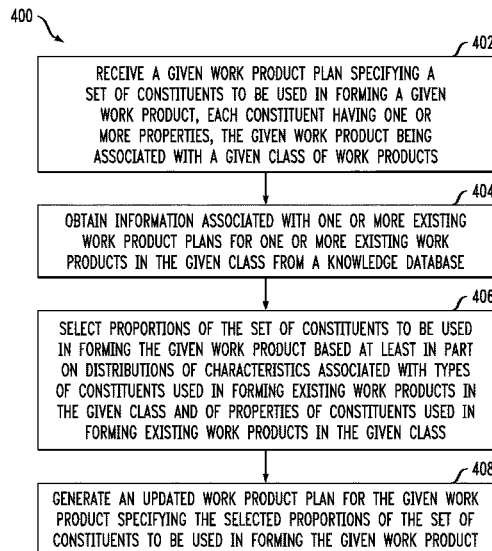 400
402
RECEIVE A GIVEN WORK PRODUCT PLAN SPECIFYING A
SET OF CONSTITUENTS TO BE USED IN FORMING A GIVEN
WORK PRODUCT, EACH CONSTITUENT HAVING ONE OR
MORE PROPERTIES, THE GIVEN WORK PRODUCT BEING
ASSOCIATED WITH A GIVEN CLASS OF WORK PRODUCTS
404
OBTAIN INFORMATION ASSOCIATED WITH ONE OR MORE EXISTING
WORK PRODUCT PLANS FOR ONE OR MORE EXISTING WORK
PRODUCTS IN THE GIVEN CLASS FROM A KNOWLEDGE DATABASE
406
SELECT PROPORTIONS OF THE SET OF CONSTITUENTS TO BE USED
IN FORMING THE GIVEN WORK PRODUCT BASED AT LEAST IN PART
ON DISTRIBUTIONS OF CHARACTERISTICS ASSOCIATED WITH TYPES
OF CONSTITUENTS USED IN FORMING EXISTING WORK PRODUCTS IN
THE GIVEN CLASS AND OF PROPERTIES OF CONSTITUENTS USED IN
FORMING EXISTING WORK PRODUCTS IN THE GIVEN CLASS
408
GENERATE AN UPDATED WORK PRODUCT PLAN FOR THE GIVEN WORK
PRODUCT SPECIFYING THE SELECTED PROPORTIONS OF THE SET OF
CONSTITUENTS TO BE USED IN FORMING THE GIVEN WORK PRODUCT